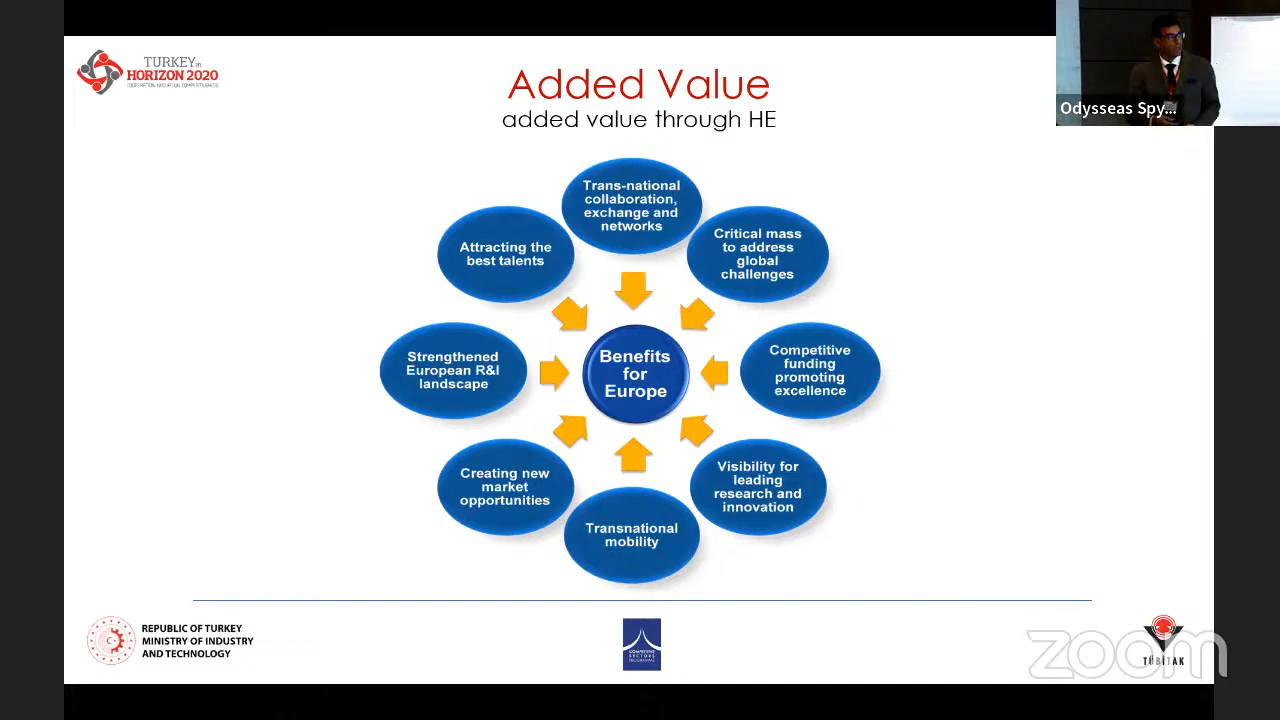 TURKEY in
HORIZON 2020
COOPERATION INNOVATION COMPETITIVENESS
Added Value
added value through HE
Odysseas Spy...
Trans-national
collaboration,
exchange and
networks
Critical mass
to address
global
challenges
Competitive
funding
promoting
excellence
Visibility for
leading
research and
innovation
Transnational
mobility
Creating new
market
opportunities
Strengthened
European R&I
landscape
Attracting the
best talents
Benefits
for
Europe
REPUBLIC OF TURKEY
MINISTRY OF INDUSTRY
AND TECHNOLOGY
COMPETITIVE
SECTORS
PROGRAMME
TÜBİTAK
zoom